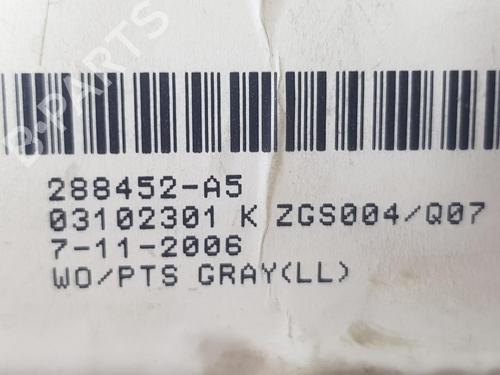 B-PARTS
288452-A5
03102301 K ZGS004/Q07
7-11-2006
WO/PTS GRAY(LL)